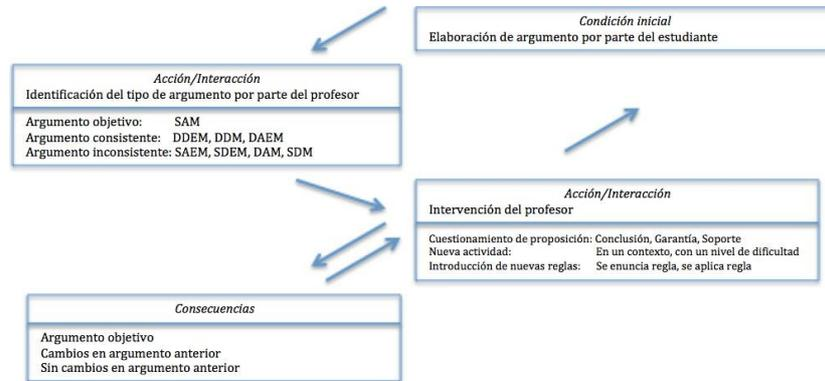 Condición inicial
Elaboración de argumento por parte del estudiante
Acción/Interacción
Identificación del tipo de argumento por parte del profesor
Argumento objetivo: SAM
Argumento consistente: DDEM, DDM, DAEM
Argumento inconsistente: SAEM, SDEM, DAM, SDM
Acción/Interacción
Intervención del profesor
Cuestionamiento de proposición: Conclusión, Garantía, Soporte
Nueva actividad: En un contexto, con un nivel de dificultad
Introducción de nuevas reglas: Se enuncia regla, se aplica regla
Consecuencias
Argumento objetivo
Cambios en argumento anterior
Sin cambios en argumento anterior